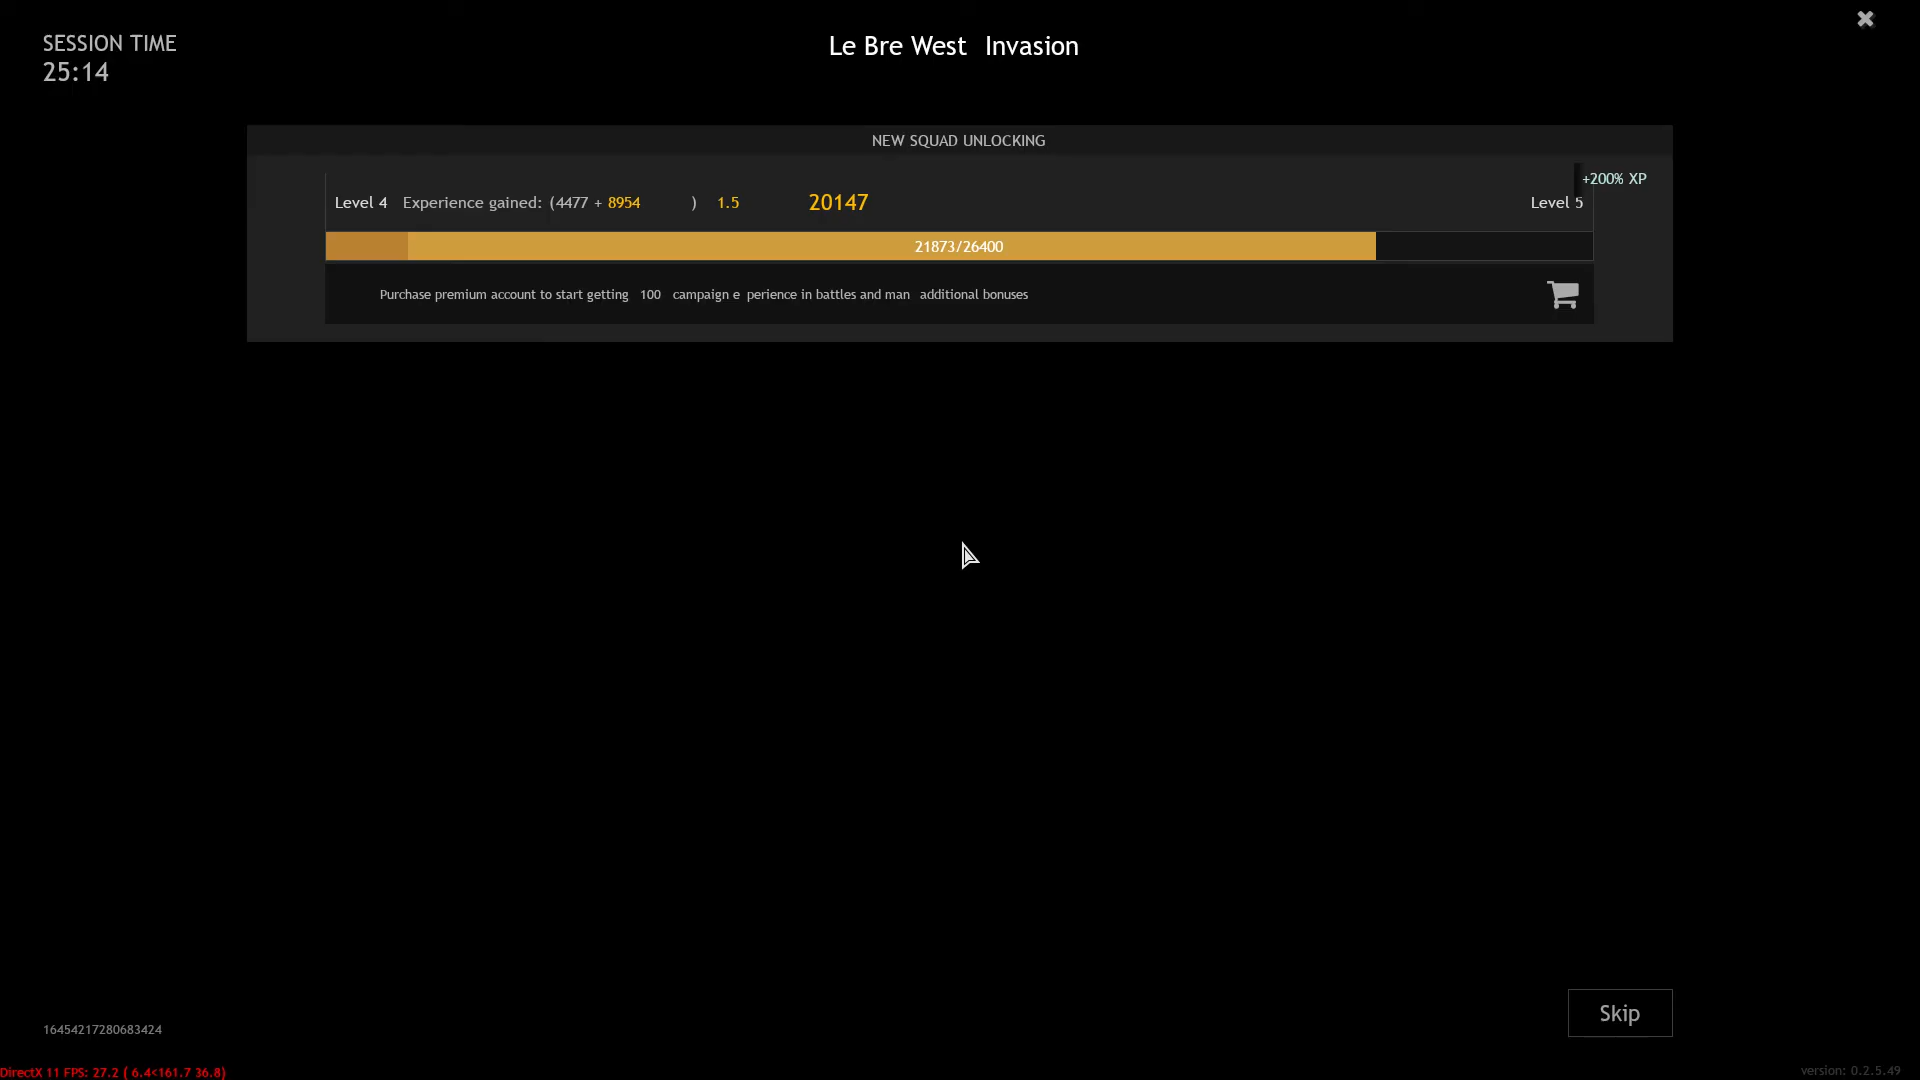 SESSION TIME
25:14
Le Bre West Invasion
NEW SQUAD UNLOCKING
+200% XP
Level 4 Experience gained: (4477 + 8954 ) 1.5 20147 Level 5
21873/26400
Purchase premium account to start getting 100 campaign e perience in battles and man additional bonuses
Skip
16454217280683424
DirectX 11 FPS: 27.2 ( 6.4<161.7 36.8)
version: 0.2.5.49